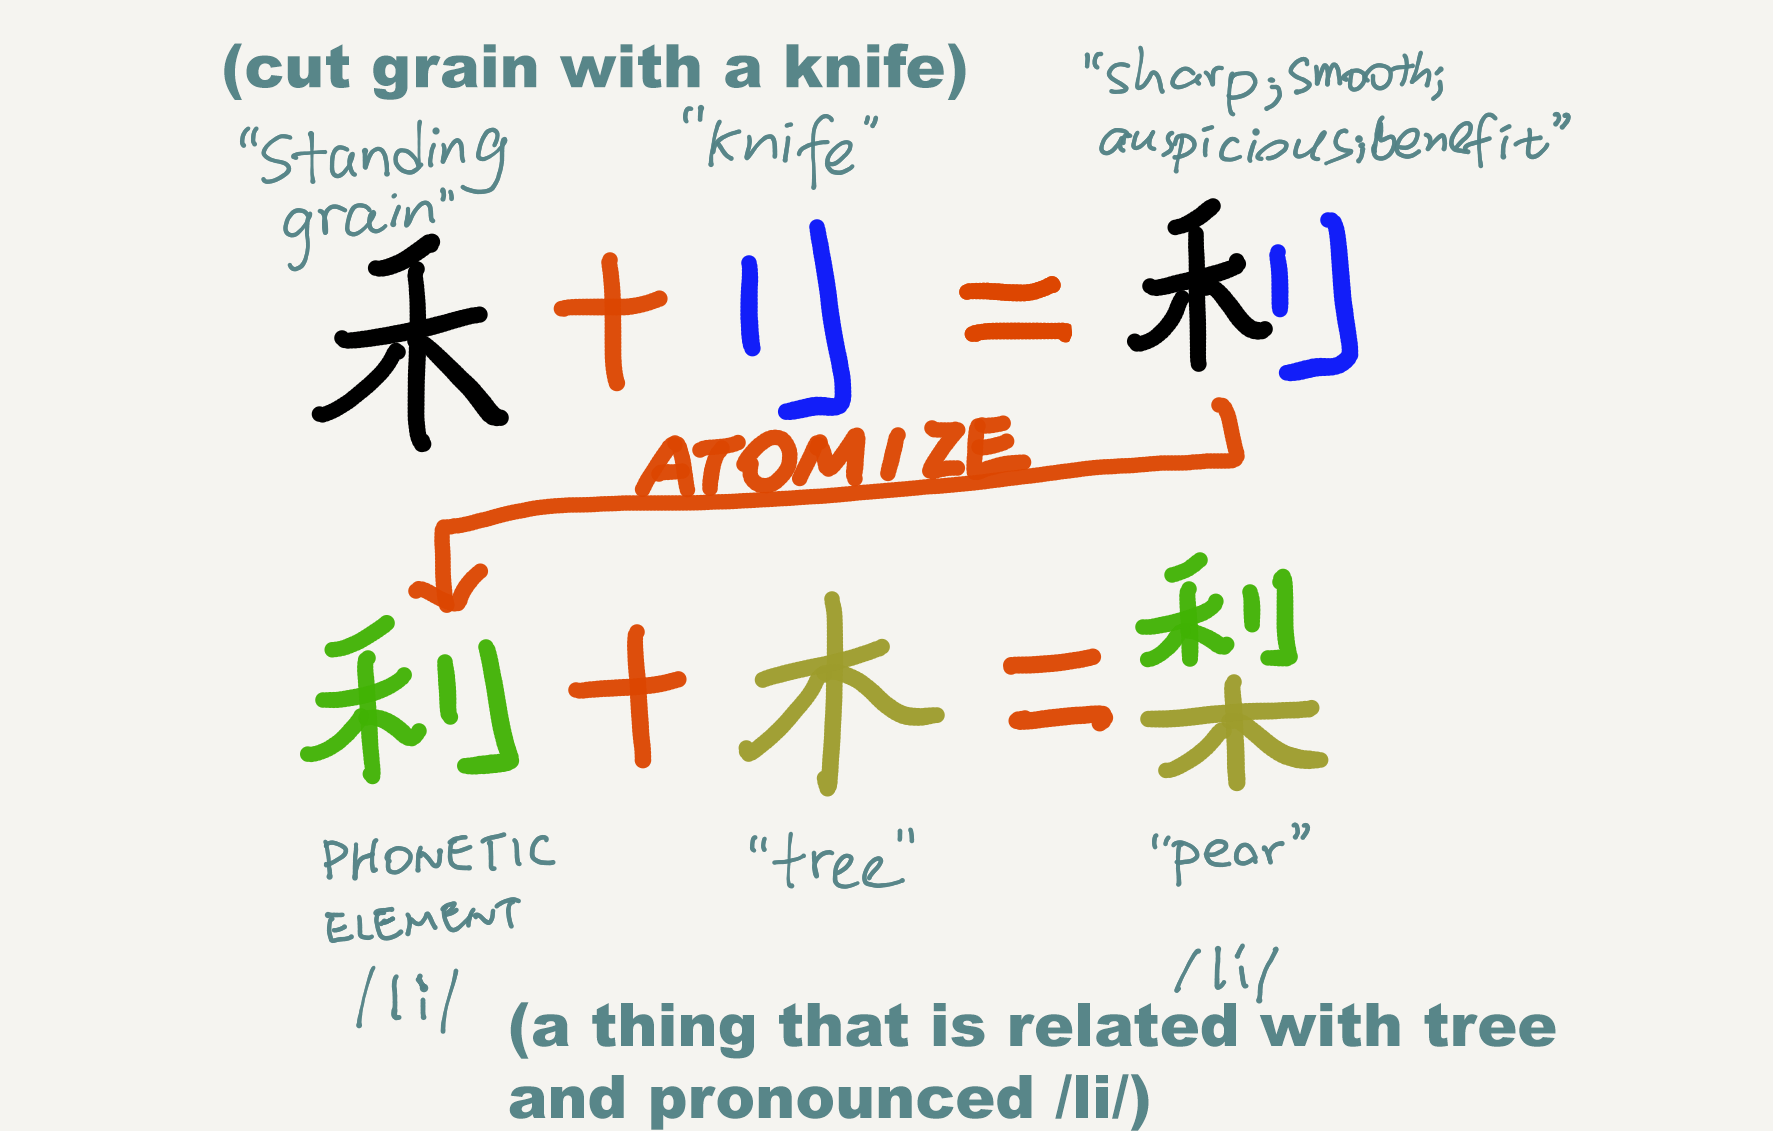 (cut grain with a knife)
"Standing grain"
"knife"
"sharp; smooth;
auspicious; benefit"
禾 + 刂 = 利
ATOMIZE
利 + 木 = 梨
PHONETIC
ELEMENT
/li/
"tree"
"pear"
/li/
(a thing that is related with tree
and pronounced /li/)